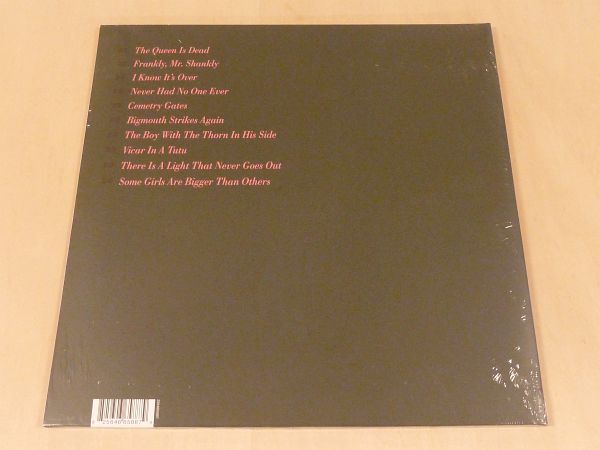 The Queen Is Dead
Frankly, Mr. Shankly
I Know It's Over
Never Had No One Ever
Cemetry Gates
Bigmouth Strikes Again
The Boy With The Thorn In His Side
Vicar In A Tutu
There Is A Light That Never Goes Out
Some Girls Are Bigger Than Others